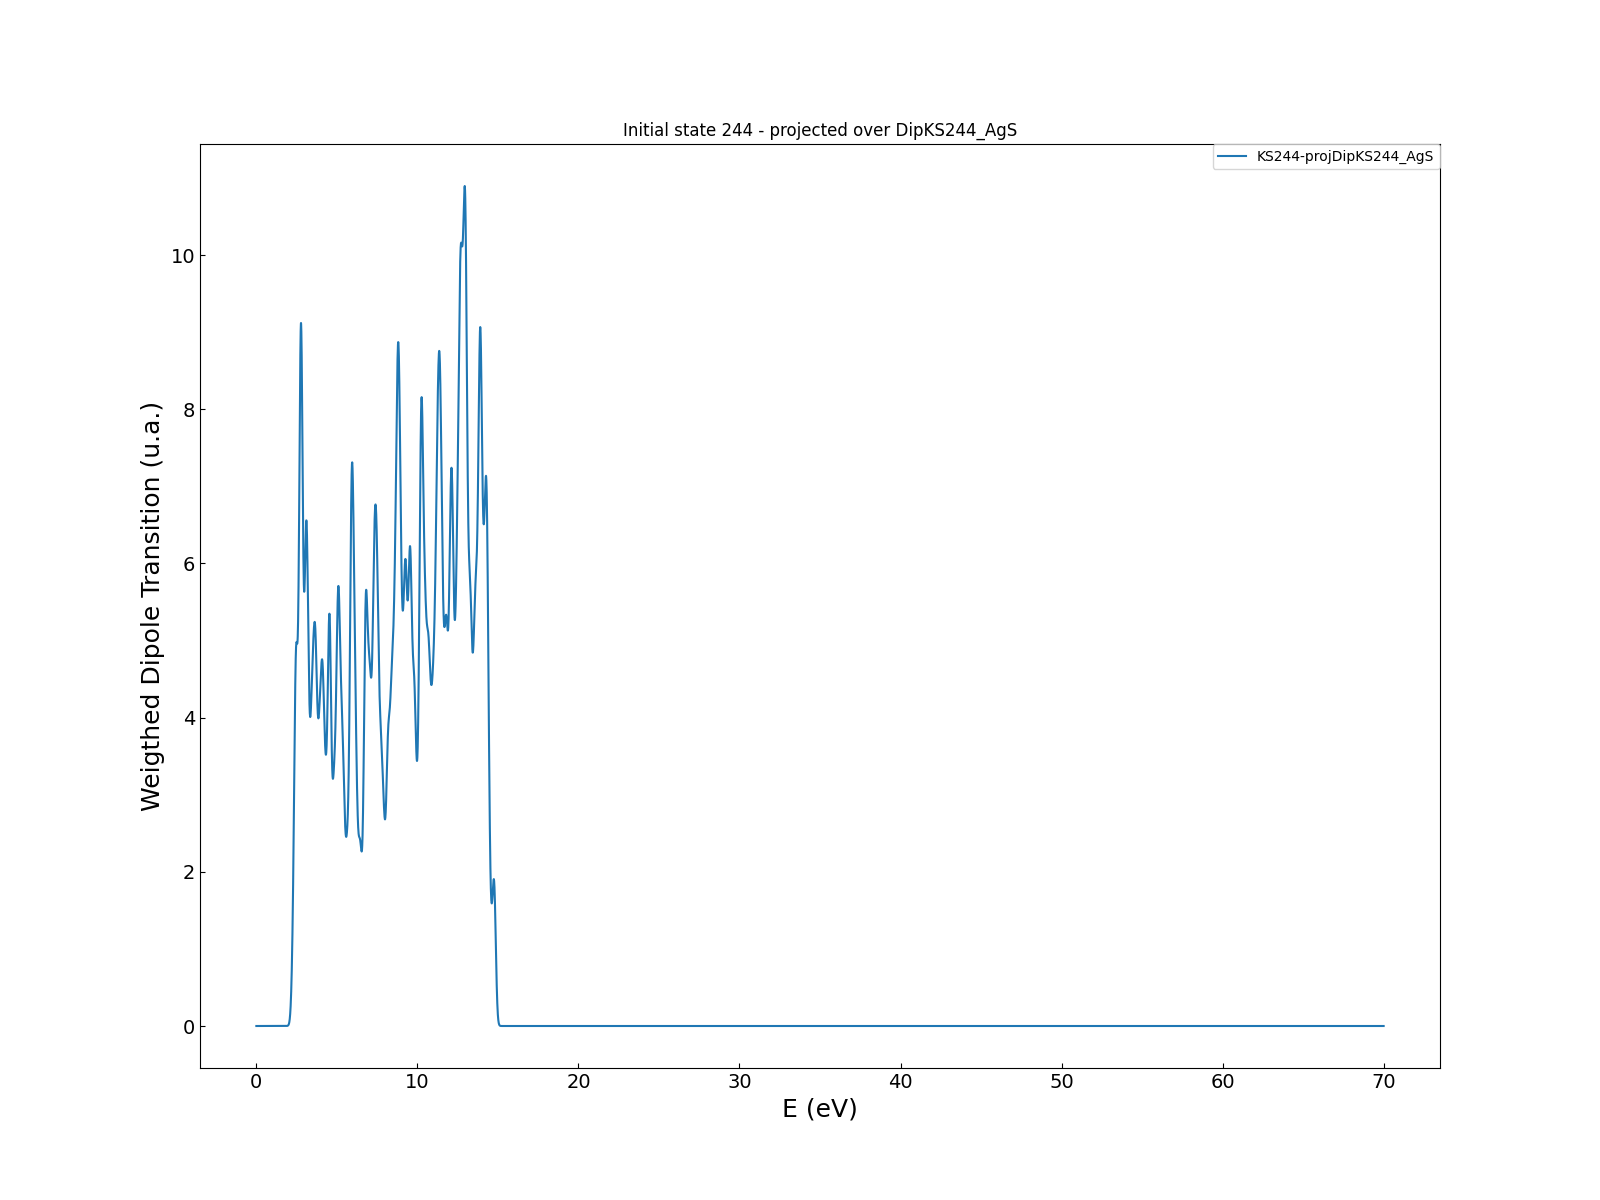 Initial state 244 - projected over DipKS244_AgS
KS244-projDipKS244_AgS
Weigthed Dipole Transition (u.a.)
10
8
6
4
2
0
0 10 20 30 40 50 60 70
E (eV)